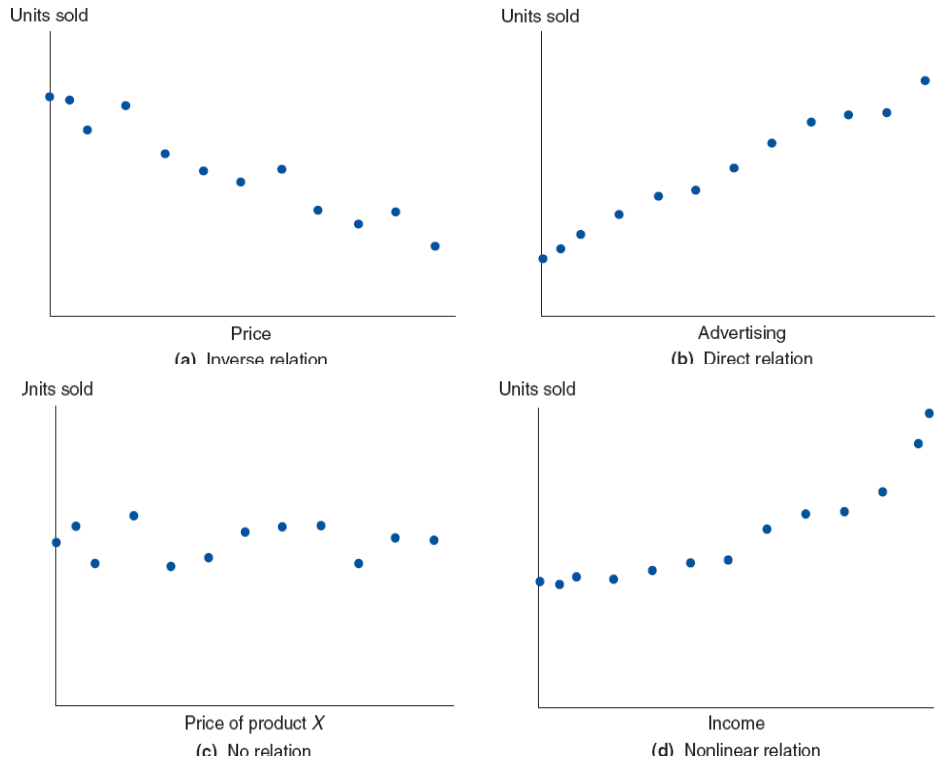 Units sold
Price
(a) Inverse relation
Units sold
Advertising
(b) Direct relation
Units sold
Price of product X
(c) No relation
Units sold
Income
(d) Nonlinear relation